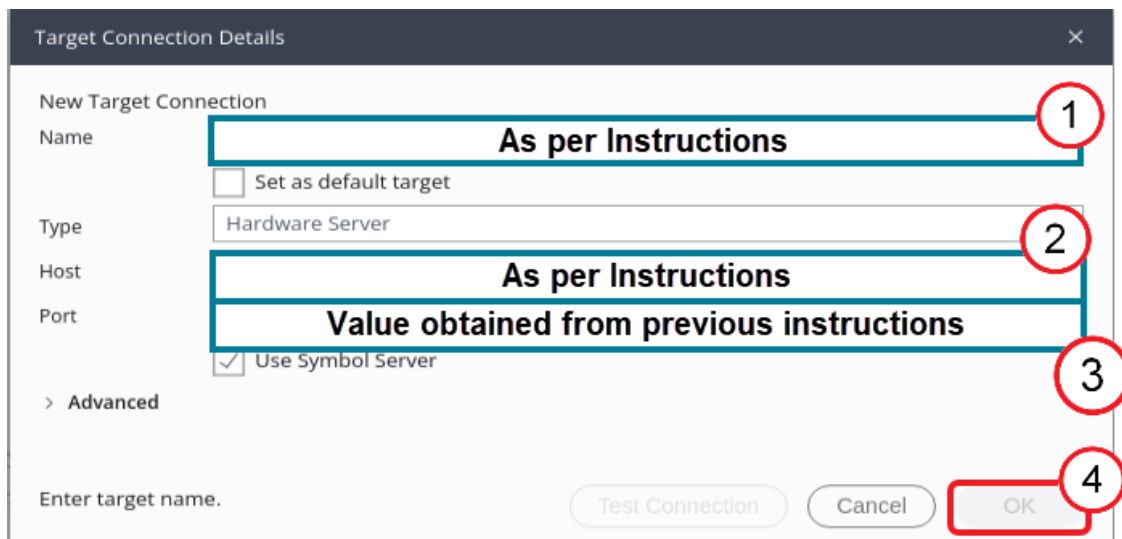 Target Connection Details ×
New Target Connection
1
Name As per Instructions
Set as default target
Type Hardware Server
2
Host As per Instructions
Port Value obtained from previous instructions
Use Symbol Server
3
> Advanced
4
Enter target name. Test Connection Cancel OK